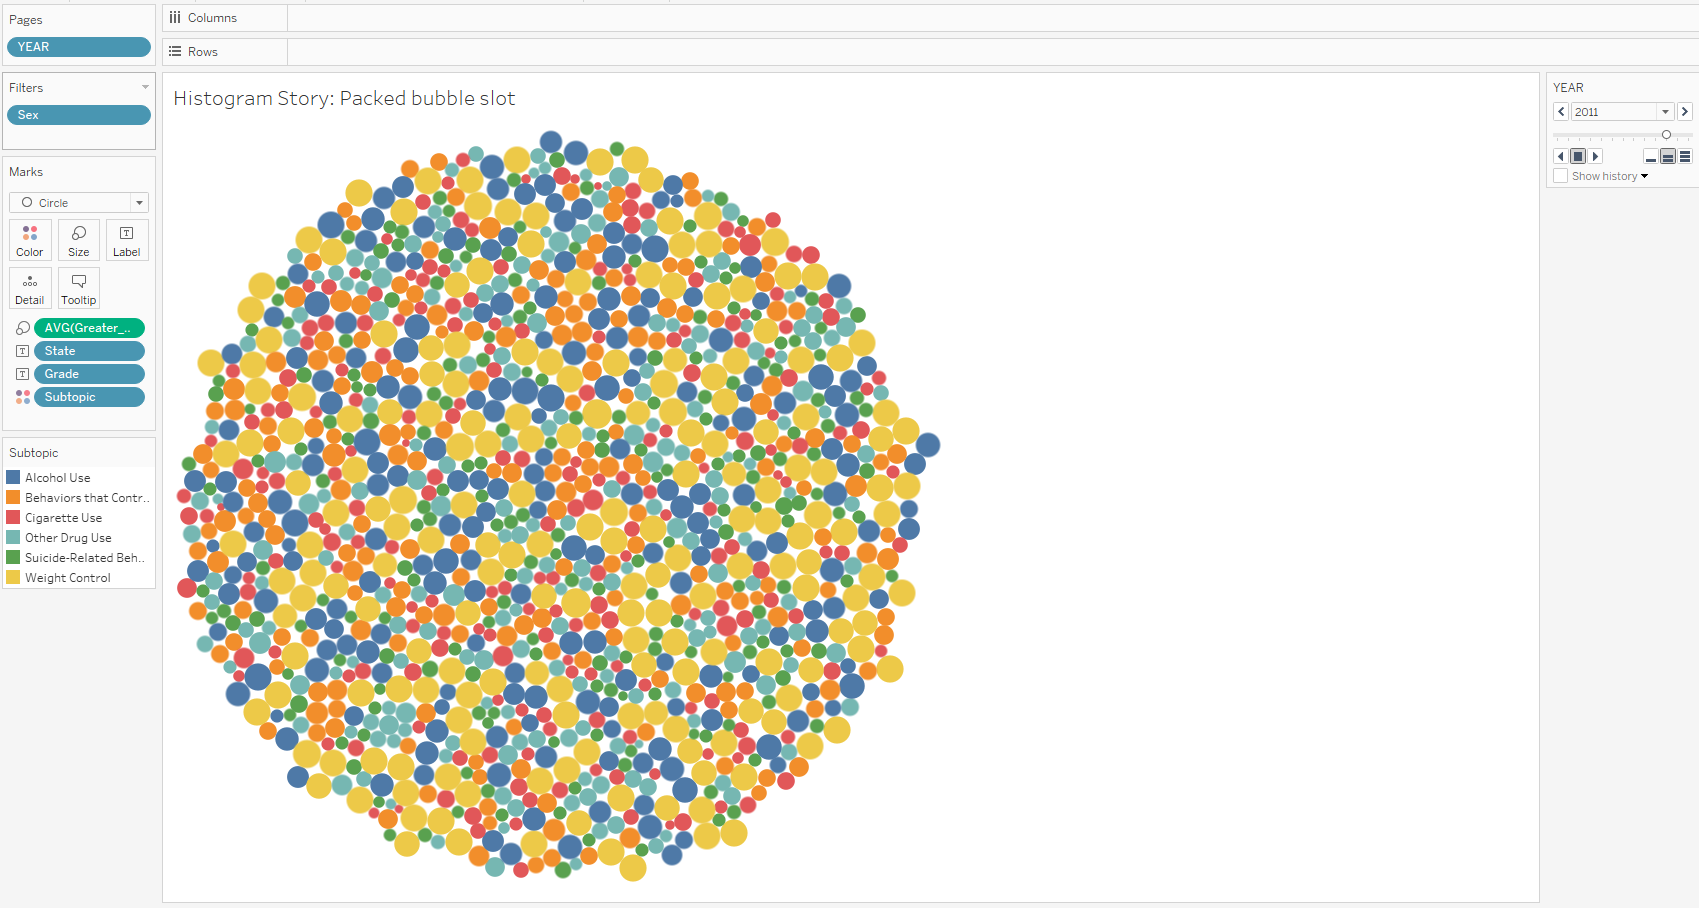 Pages
YEAR
Columns
Rows
Filters
Sex
Marks
Circle
Color
Size
Label
Detail
Tooltip
AVG(Greater_..
State
Grade
Subtopic
Subtopic
Alcohol Use
Behaviors that Contr..
Cigarette Use
Other Drug Use
Suicide-Related Beh..
Weight Control
Histogram Story: Packed bubble slot
YEAR
2011
Show history